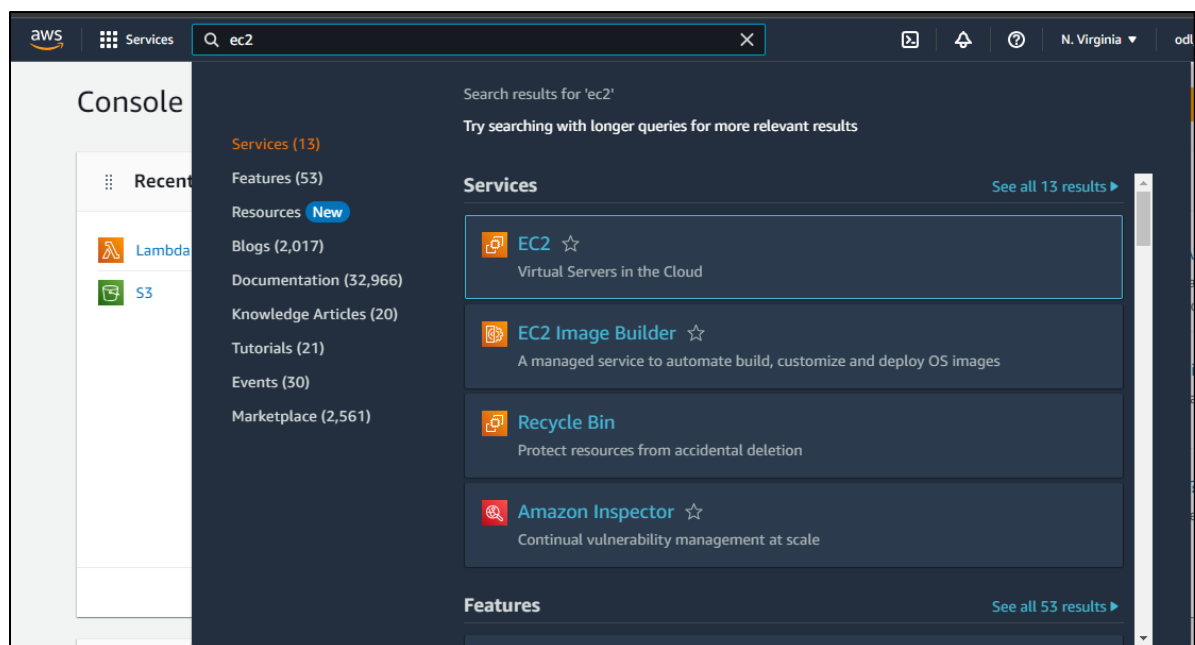 aws
Services
ec2
N. Virginia
odl
Console
Recent
Lambda
S3
Search results for 'ec2'
Try searching with longer queries for more relevant results
Services (13)
Features (53)
Resources New
Blogs (2,017)
Documentation (32,966)
Knowledge Articles (20)
Tutorials (21)
Events (30)
Marketplace (2,561)
Services
See all 13 results
EC2
Virtual Servers in the Cloud
EC2 Image Builder
A managed service to automate build, customize and deploy OS images
Recycle Bin
Protect resources from accidental deletion
Amazon Inspector
Continual vulnerability management at scale
Features
See all 53 results